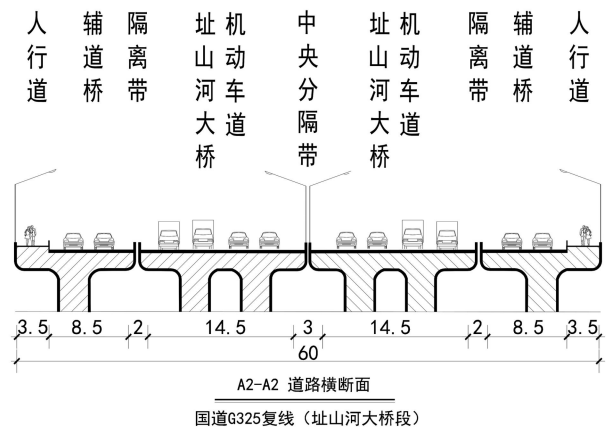 人行道
辅道桥
隔离带
址山河大桥
机动车道
中央分隔带
址山河大桥
机动车道
隔离带
辅道桥
人行道
3.5 8.5 2 14.5 3 14.5 2 8.5 3.5
60
A2-A2 道路横断面
国道G325复线（址山河大桥段）